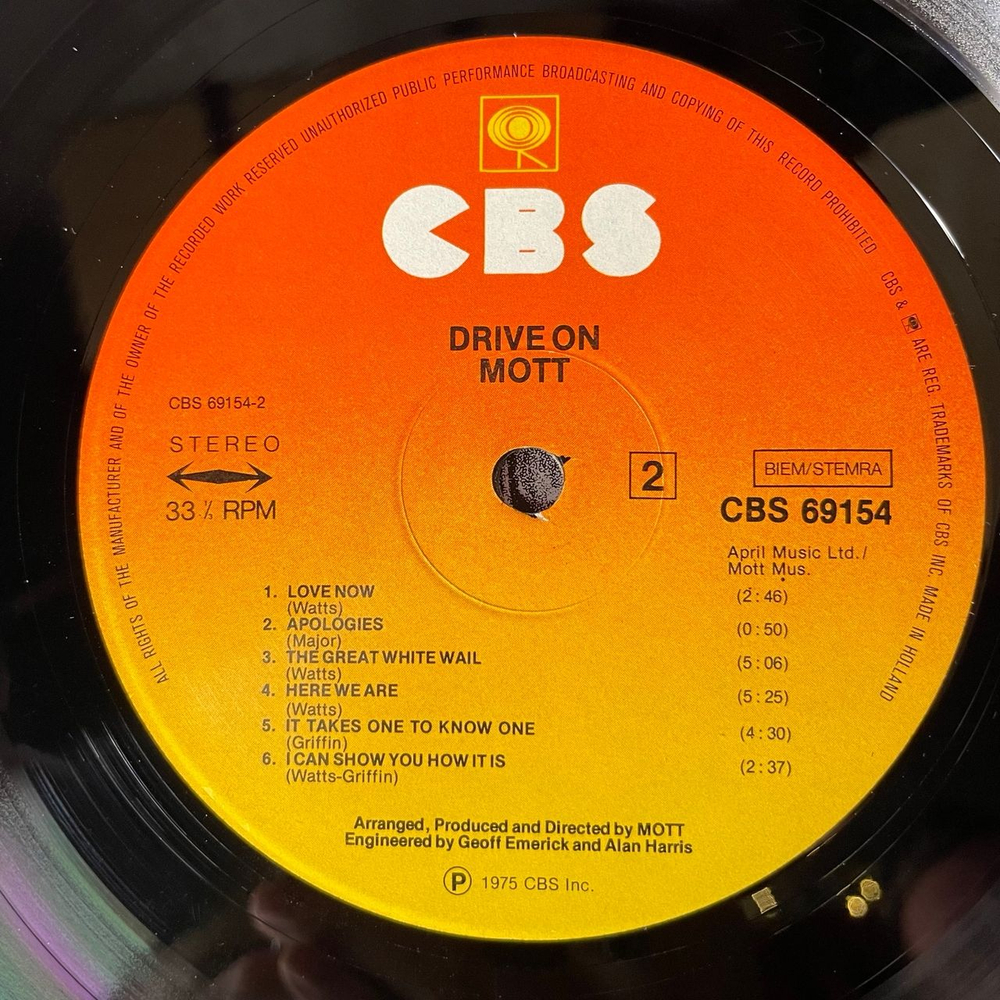 ALL RIGHTS OF THE MANUFACTURER AND OF THE OWNER OF THE RECORDED WORK RESERVED UNAUTHORIZED PUBLIC PERFORMANCE BROADCASTING AND COPYING OF THIS RECORD PROHIBITED CBS & ARE REG. TRADEMARKS OF CBS INC. MADE IN HOLLAND
CBS
DRIVE ON
MOTT
CBS 69154-2
STEREO
33 ⅓ RPM
2
BIEM/STEMRA
CBS 69154
April Music Ltd./
Mott Mus.
1. LOVE NOW (2:46)
(Watts)
2. APOLOGIES (0:50)
(Major)
3. THE GREAT WHITE WAIL (5:06)
(Watts)
4. HERE WE ARE (5:25)
(Watts)
5. IT TAKES ONE TO KNOW ONE (4:30)
(Griffin)
6. I CAN SHOW YOU HOW IT IS (2:37)
(Watts-Griffin)
Arranged, Produced and Directed by MOTT
Engineered by Geoff Emerick and Alan Harris
Ⓟ 1975 CBS Inc.